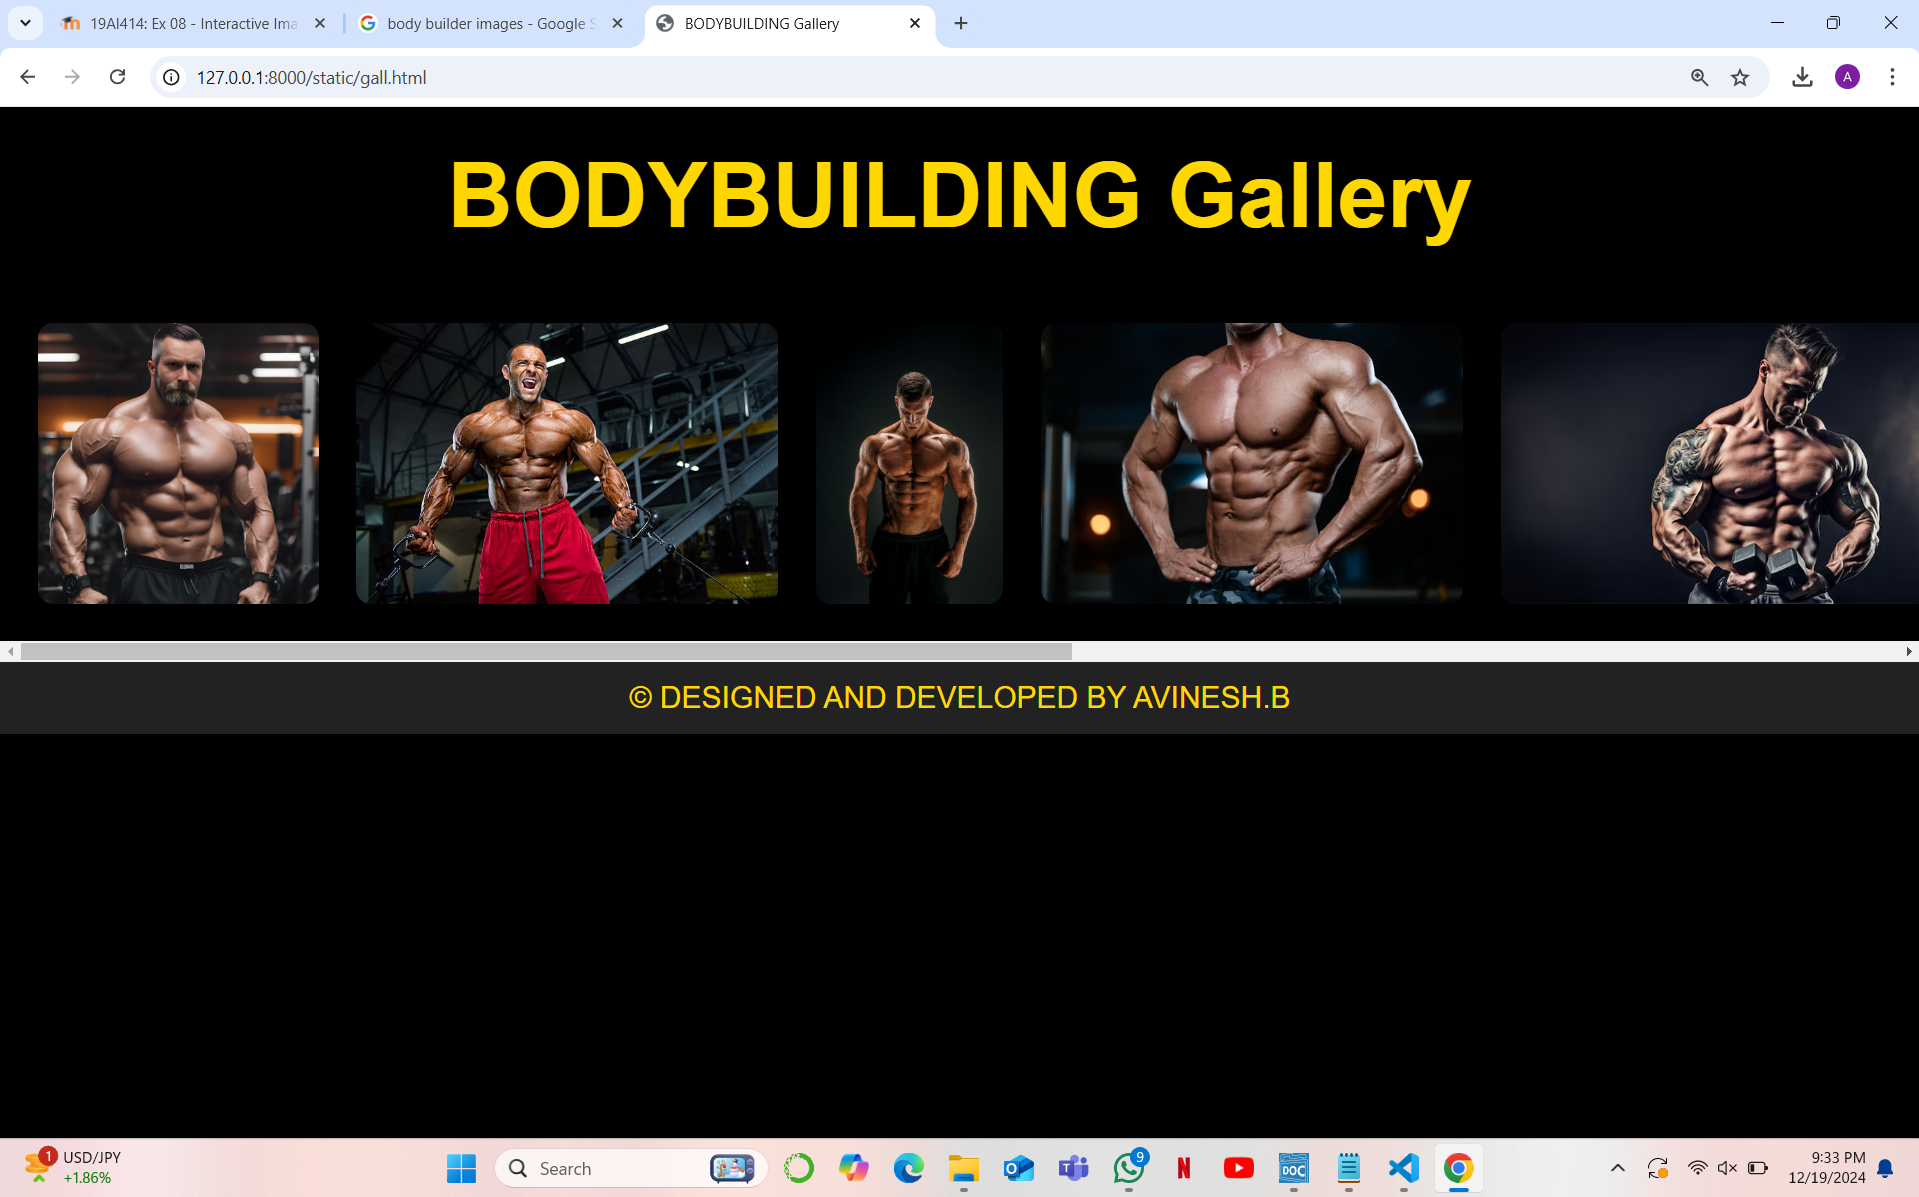 19AI414: Ex 08 - Interactive Ima
body builder images - Google S
BODYBUILDING Gallery
127.0.0.1:8000/static/gall.html
A
BODYBUILDING Gallery
© DESIGNED AND DEVELOPED BY AVINESH.B
1
USD/JPY
+1.86%
Search
9
N
DOC
9:33 PM
12/19/2024